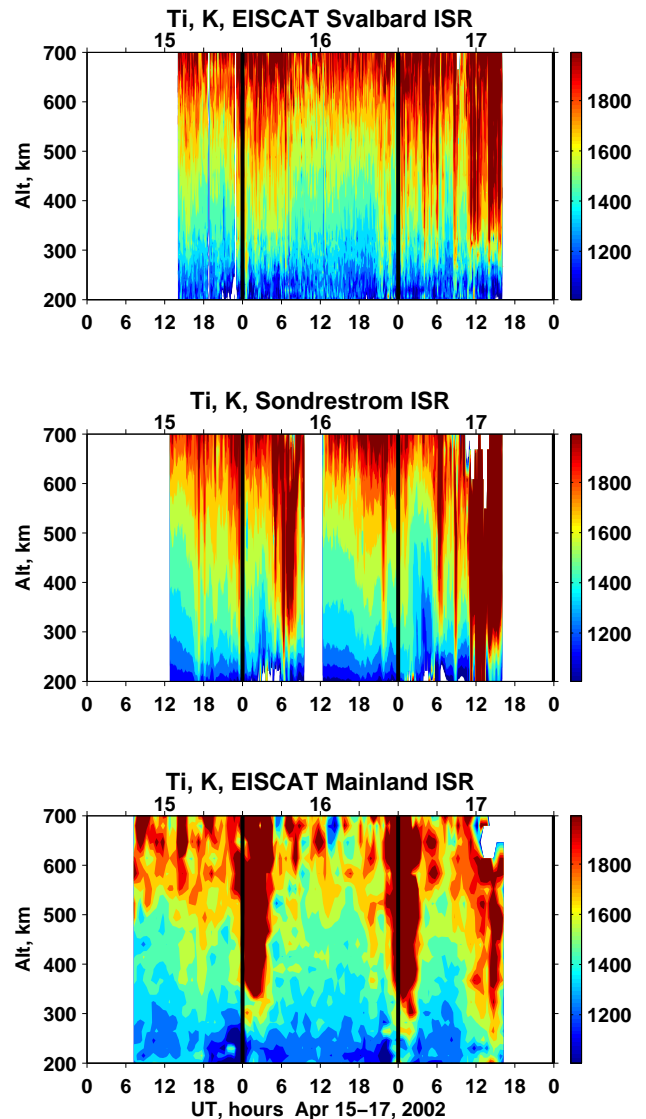 Ti, K, EISCAT Svalbard ISR
15 16 17
700
600
500
400
300
200
Alt, km
0 6 12 18 0 6 12 18 0 6 12 18 0
1800
1600
1400
1200
Ti, K, Sondrestrom ISR
15 16 17
700
600
500
400
300
200
Alt, km
0 6 12 18 0 6 12 18 0 6 12 18 0
1800
1600
1400
1200
Ti, K, EISCAT Mainland ISR
15 16 17
700
600
500
400
300
200
Alt, km
0 6 12 18 0 6 12 18 0 6 12 18 0
1800
1600
1400
1200
UT, hours Apr 15−17, 2002